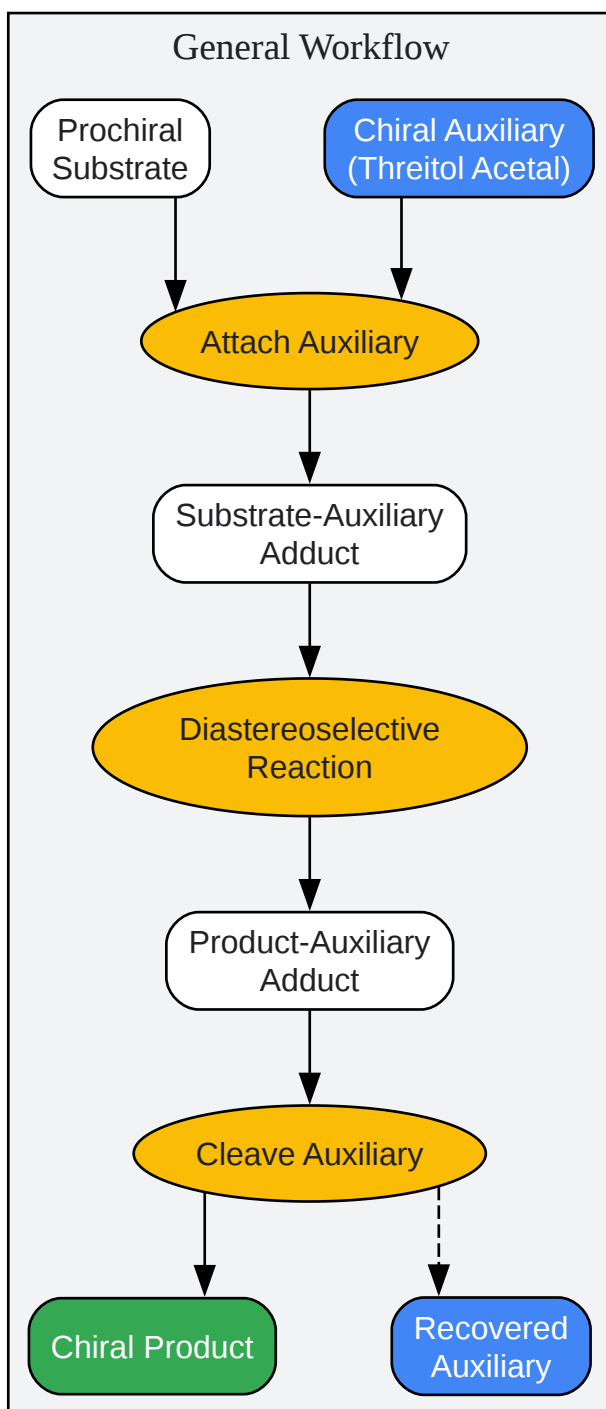 General Workflow
Prochiral
Substrate
Chiral Auxiliary
(Threitol Acetal)
Attach Auxiliary
Substrate-Auxiliary
Adduct
Diastereoselective
Reaction
Product-Auxiliary
Adduct
Cleave Auxiliary
Chiral Product
Recovered
Auxiliary